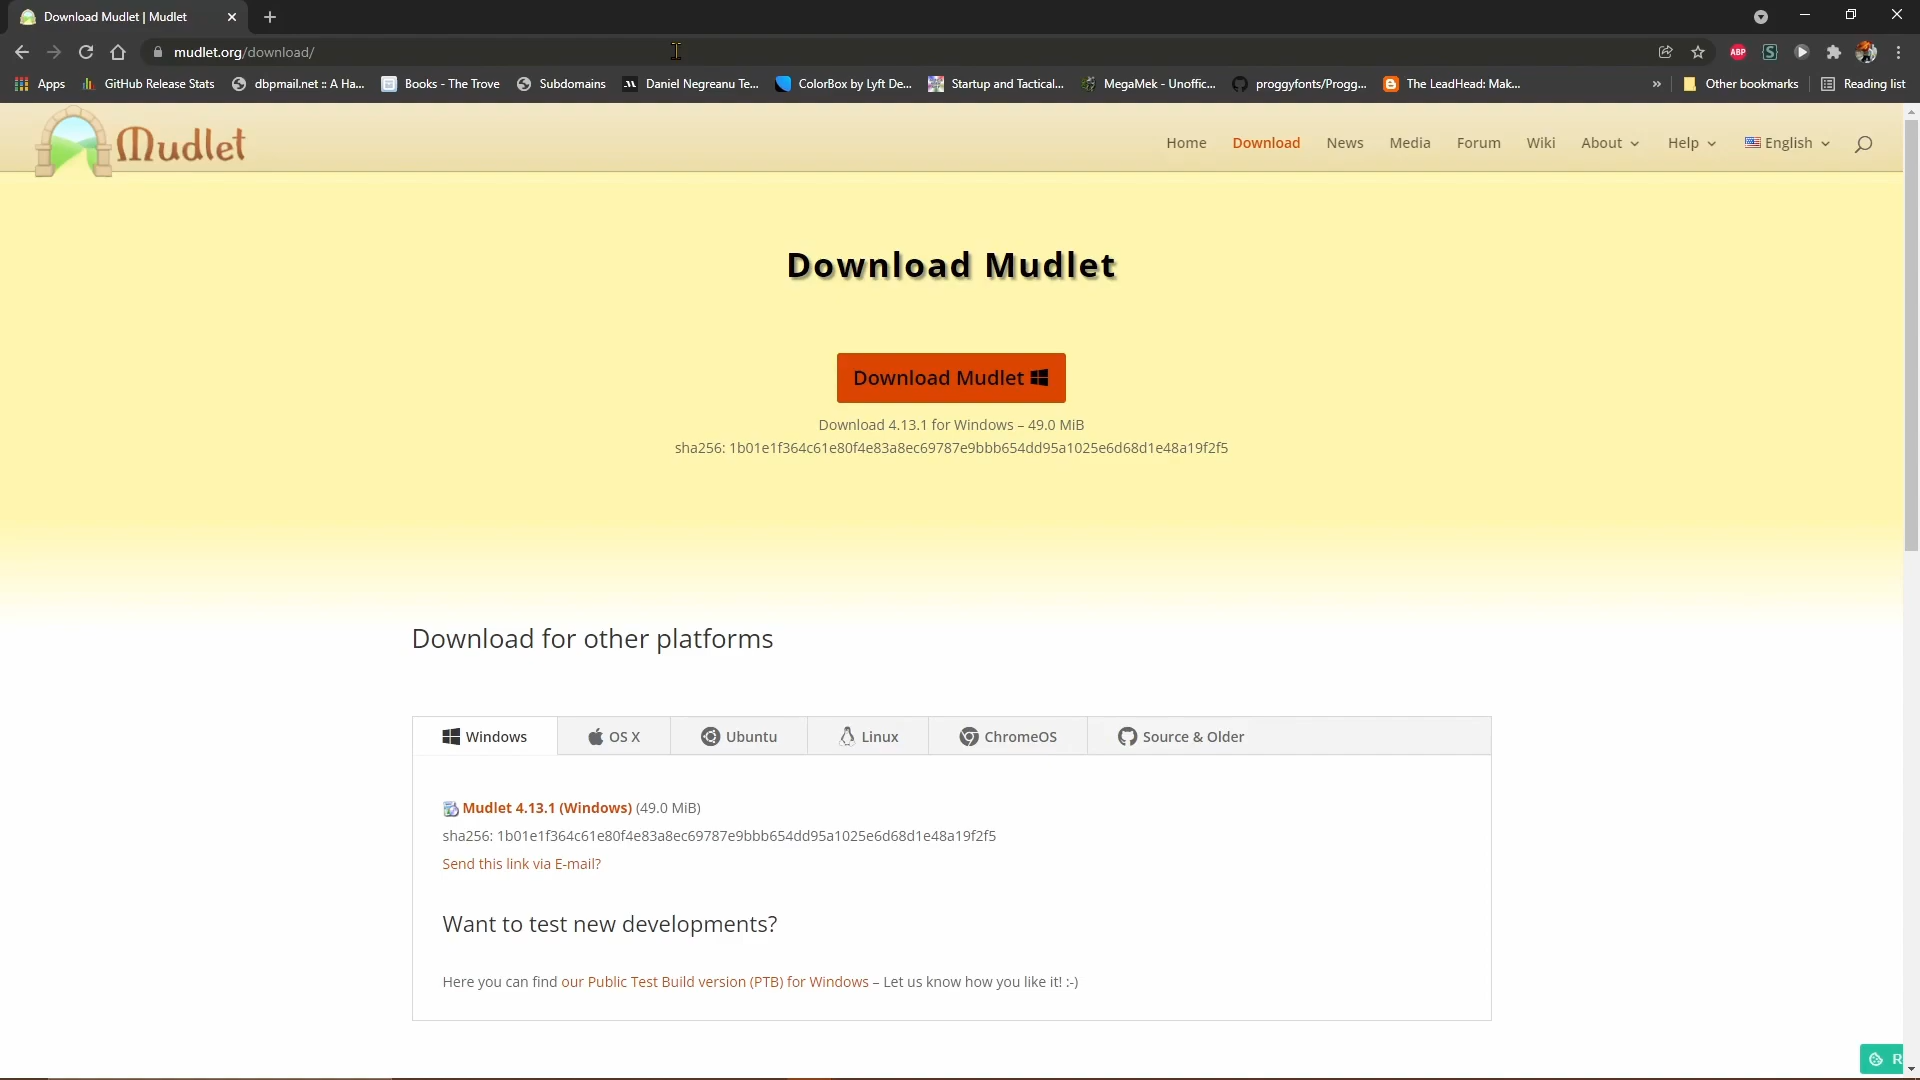 Download Mudlet | Mudlet
mudlet.org/download/
ABP
S
Apps
GitHub Release Stats
dbpmail.net :: A Ha...
Books - The Trove
Subdomains
Daniel Negreanu Te...
ColorBox by Lyft De...
Startup and Tactical...
MegaMek - Unoffic...
proggyfonts/Progg...
The LeadHead: Mak...
»
Other bookmarks
Reading list
Mudlet
Home
Download
News
Media
Forum
Wiki
About
Help
English
Download Mudlet
Download Mudlet
Download 4.13.1 for Windows – 49.0 MiB
sha256: 1b01e1f364c61e80f4e83a8ec69787e9bbb654dd95a1025e6d68d1e48a19f2f5
Download for other platforms
Windows
OS X
Ubuntu
Linux
ChromeOS
Source & Older
Mudlet 4.13.1 (Windows) (49.0 MiB)
sha256: 1b01e1f364c61e80f4e83a8ec69787e9bbb654dd95a1025e6d68d1e48a19f2f5
Send this link via E-mail?
Want to test new developments?
Here you can find our Public Test Build version (PTB) for Windows – Let us know how you like it! :-)
R